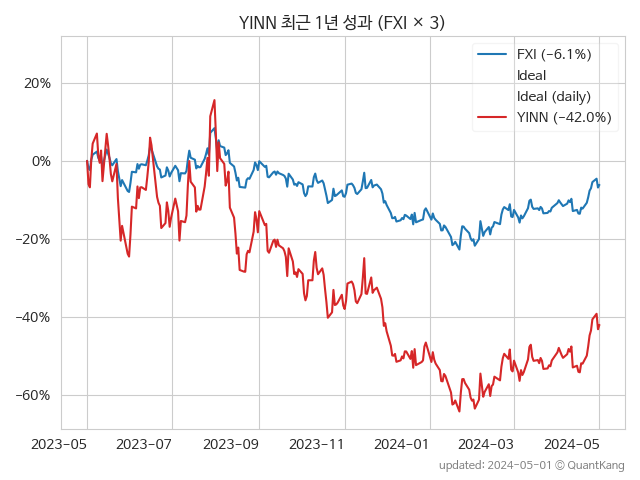 YINN 최근 1년 성과 (FXI × 3)
FXI (−6.1%)
Ideal
Ideal (daily)
YINN (−42.0%)
20%
0%
−20%
−40%
−60%
2023-05 2023-07 2023-09 2023-11 2024-01 2024-03 2024-05
updated: 2024-05-01 © QuantKang